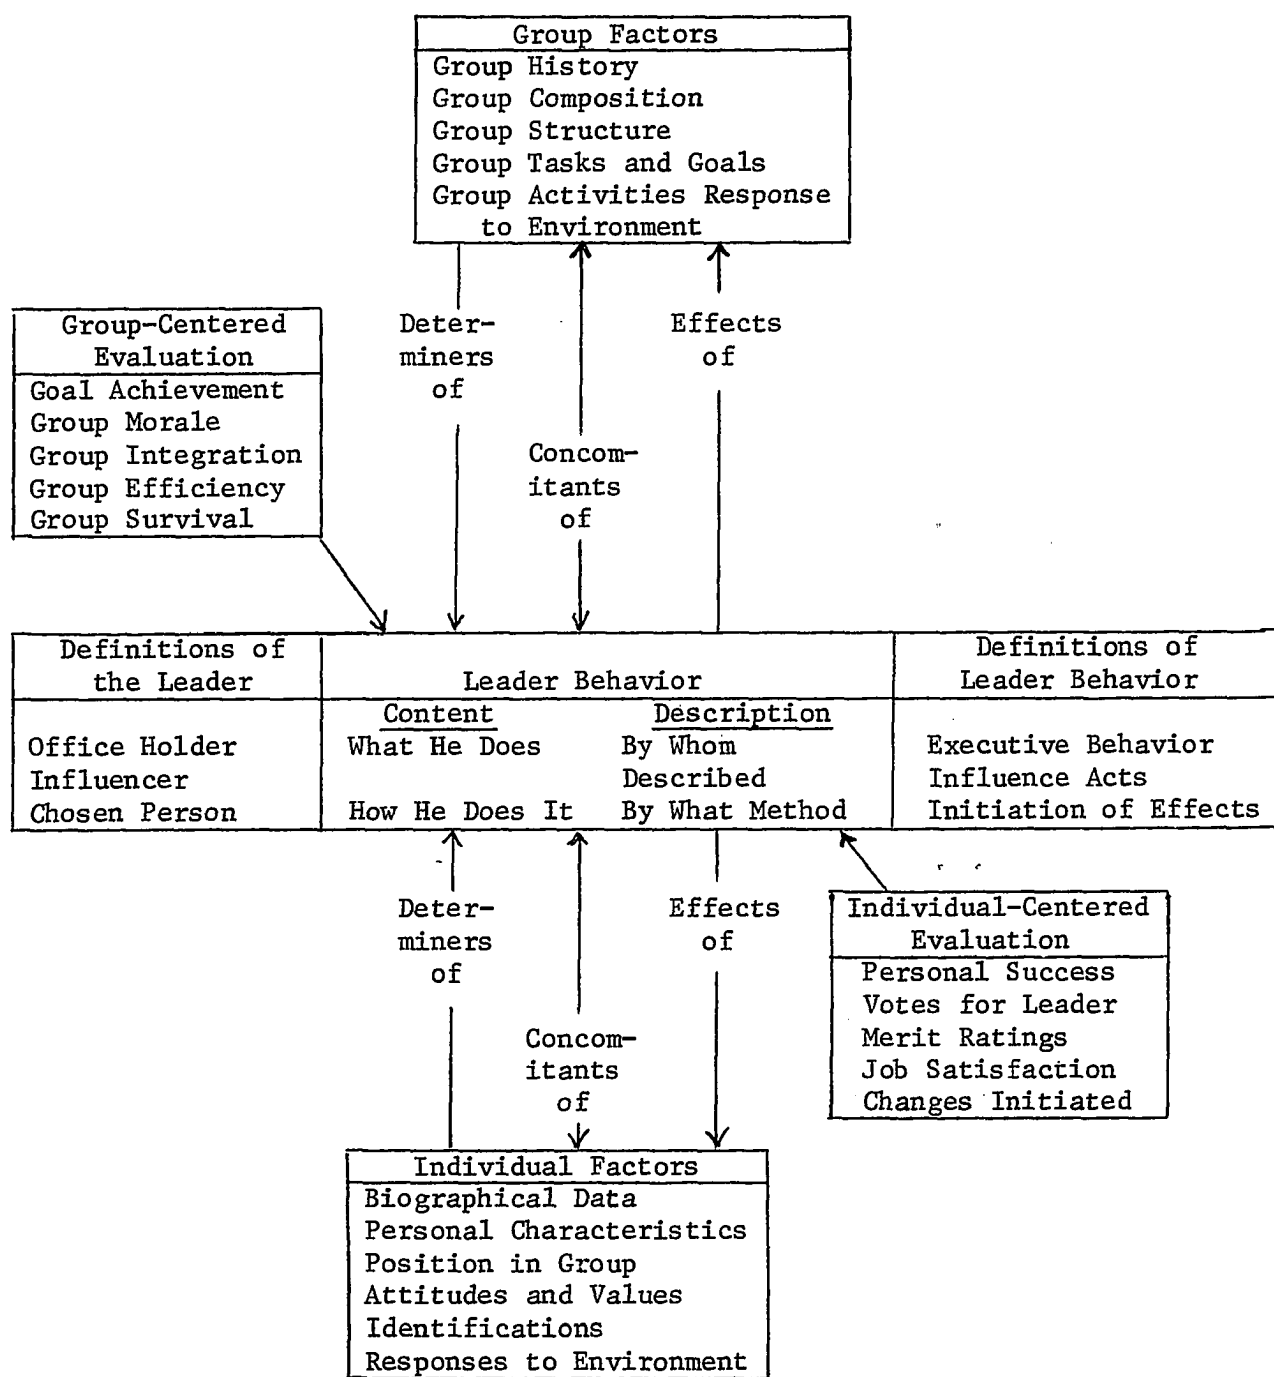 Group Factors
Group History
Group Composition
Group Structure
Group Tasks and Goals
Group Activities Response
to Environment
Group-Centered
Evaluation
Goal Achievement
Group Morale
Group Integration
Group Efficiency
Group Survival
Deter-
miners
of
Concom-
itants
of
Effects
of
Definitions of
the Leader
Office Holder
Influencer
Chosen Person
Leader Behavior
Content
What He Does
How He Does It
Description
By Whom
Described
By What Method
Definitions of
Leader Behavior
Executive Behavior
Influence Acts
Initiation of Effects
Deter-
miners
of
Concom-
itants
of
Effects
of
Individual-Centered
Evaluation
Personal Success
Votes for Leader
Merit Ratings
Job Satisfaction
Changes Initiated
Individual Factors
Biographical Data
Personal Characteristics
Position in Group
Attitudes and Values
Identifications
Responses to Environment